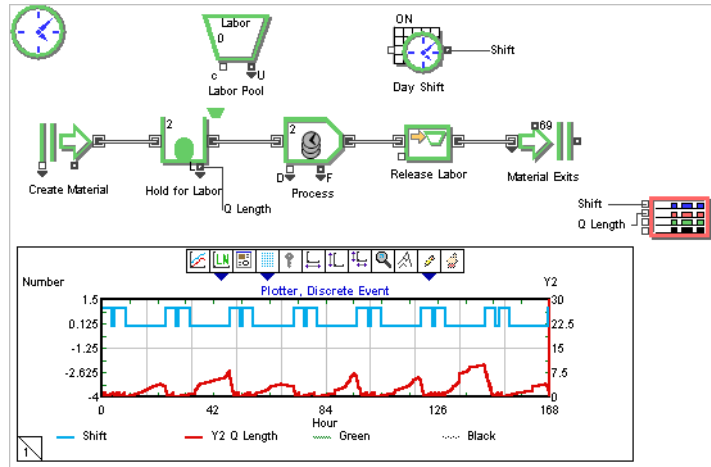 ON
Labor
0
Shift
c U
Labor Pool
Day Shift
2
2
69
L
D F
Create Material
Hold for Labor
Process
Release Labor
Material Exits
Q Length
Shift
Q Length
LN
Plotter, Discrete Event
Number
Y2
1.5
30
0.125
22.5
-1.25
15
-2.625
7.5
-4
0
0 42 84 126 168
Hour
Shift Y2 Q Length Green Black
1